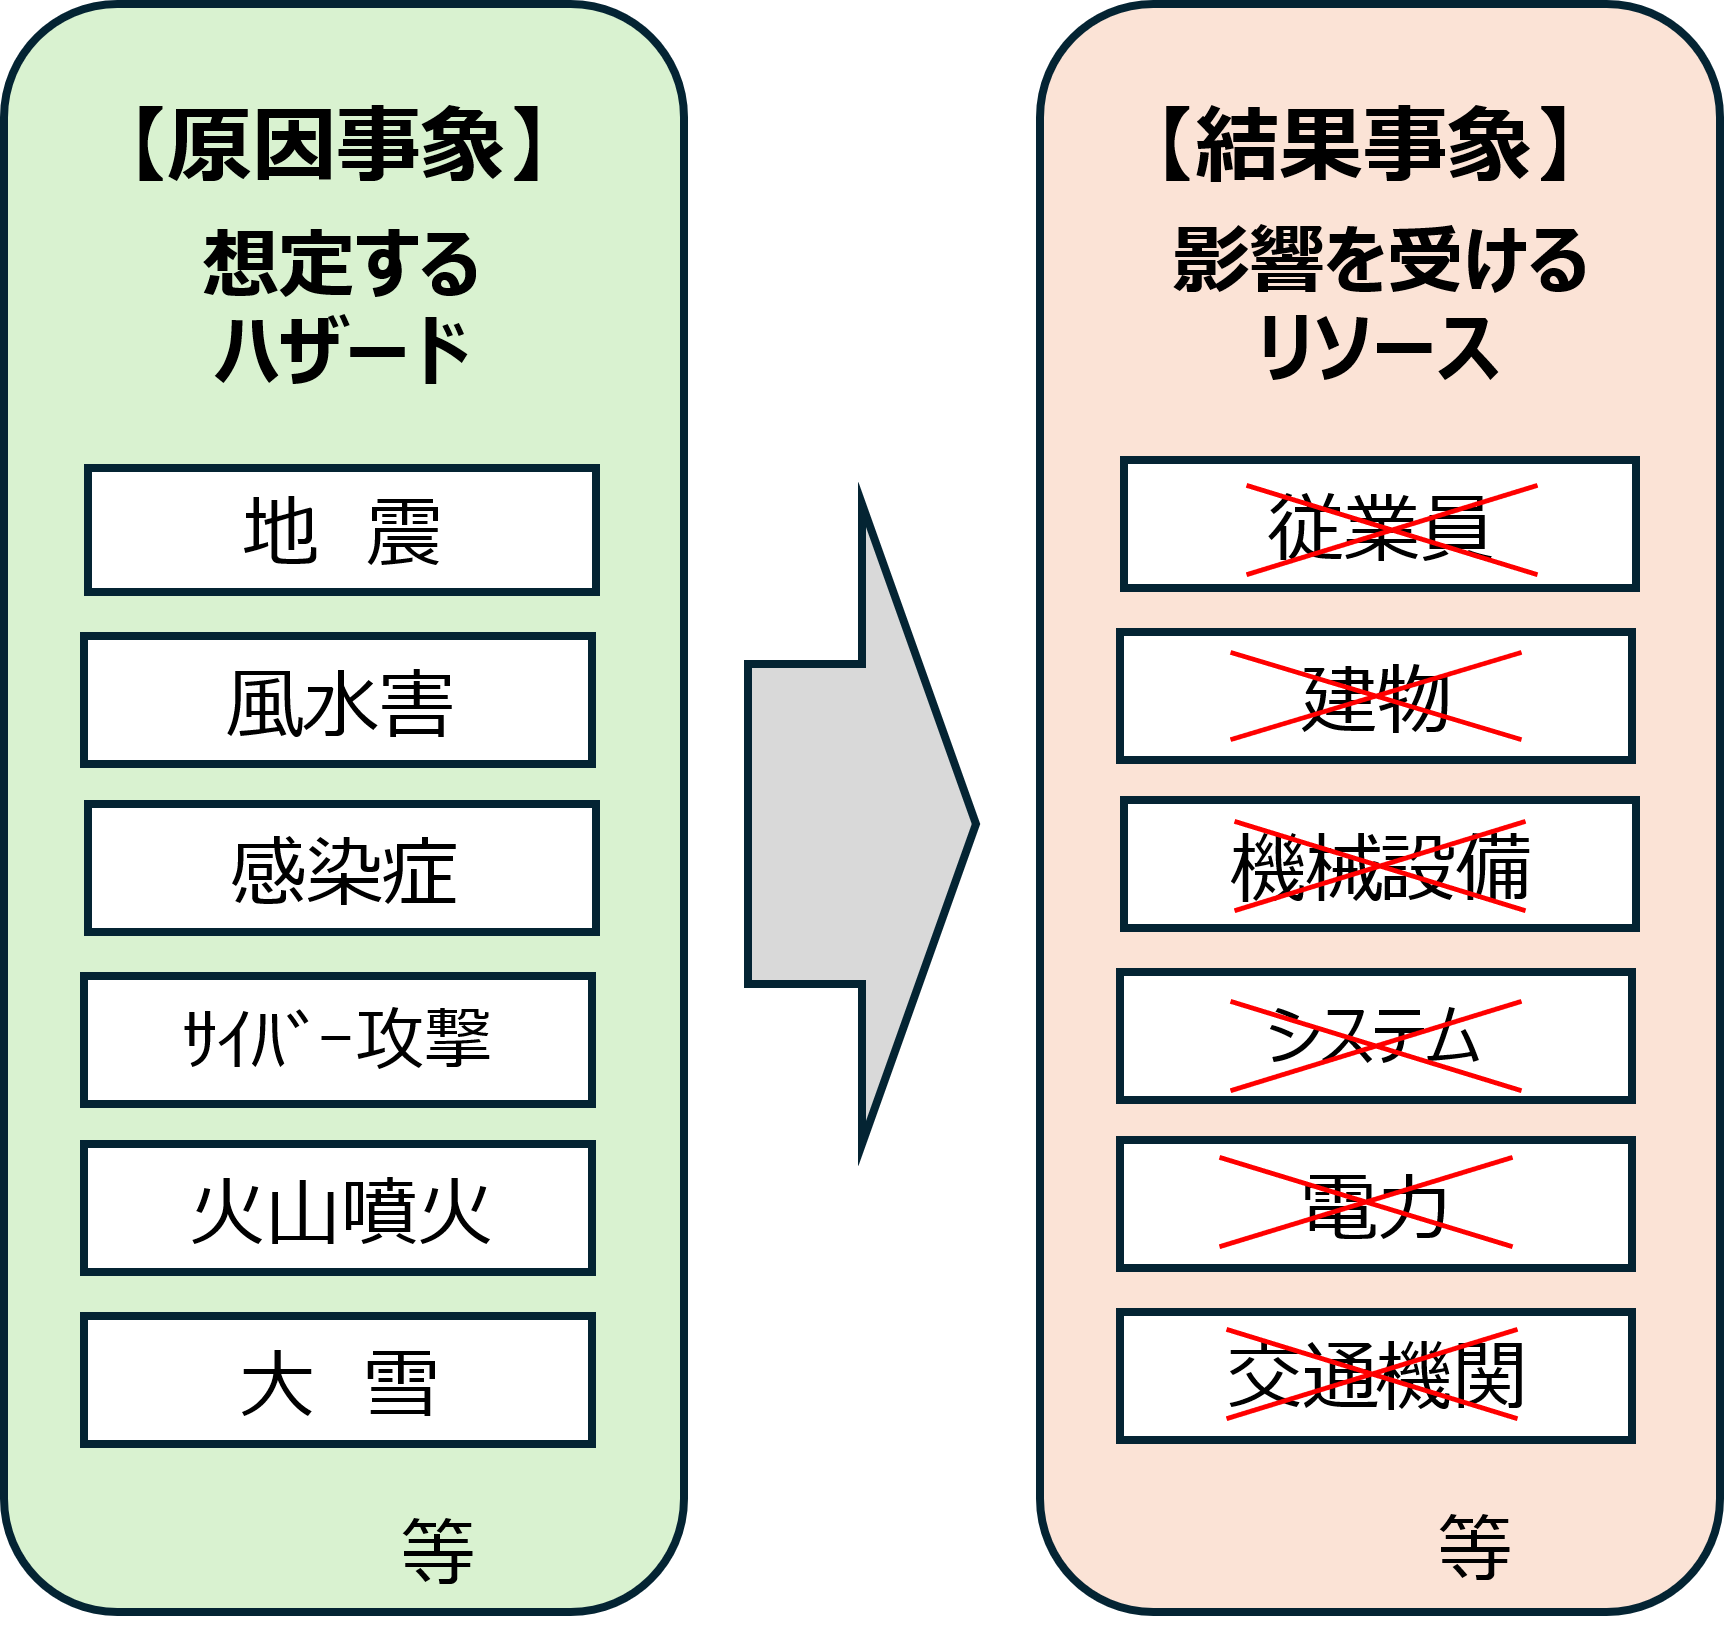 【原因事象】
想定する
ハザード
地　震
風水害
感染症
ｻｲﾊﾞｰ攻撃
火山噴火
大　雪
等
【結果事象】
影響を受ける
リソース
従業員
建物
機械設備
システム
電力
交通機関
等